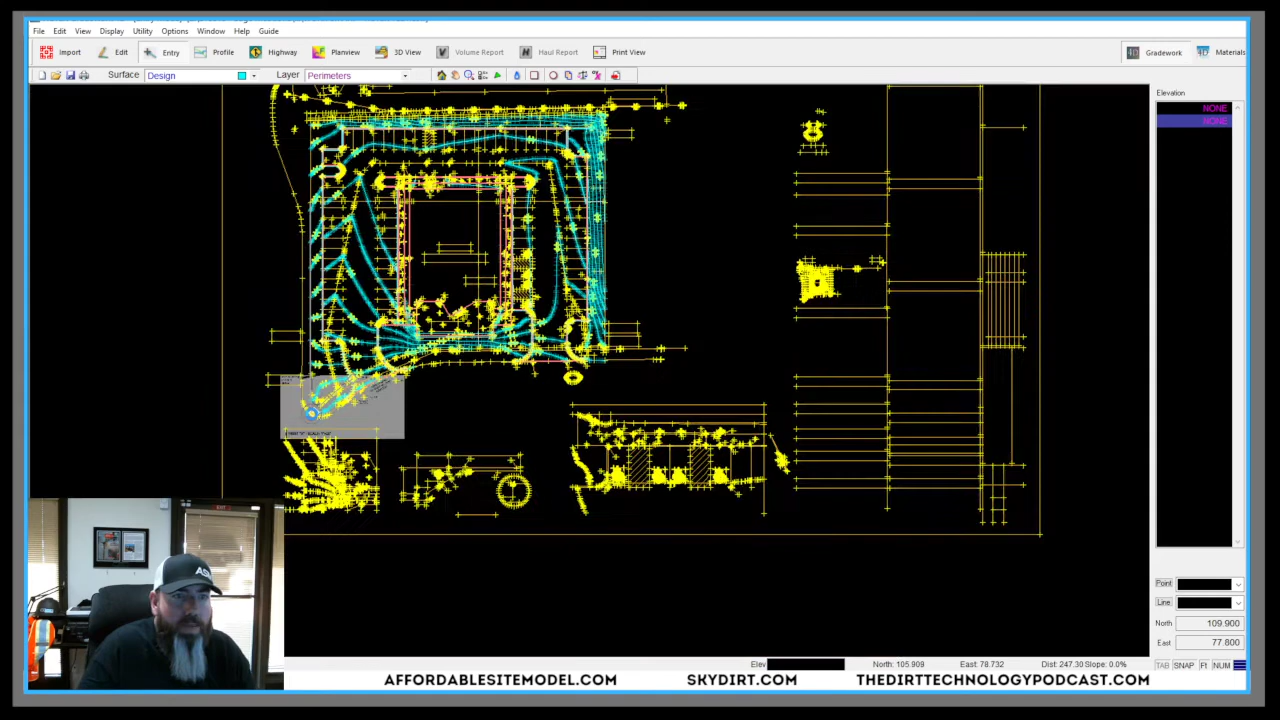 File Edit View Display Utility Options Window Help Guide
Import Edit Entry Profile Highway Planview 3D View Volume Report Haul Report Print View Gradework Materials
Surface Design Layer Perimeters
Elevation
NONE
NONE
Point
Line
North 109.900
East 77.800
Elev North: 105.909 East: 78.732 Dist: 247.30 Slope: 0.0% TAB SNAP Ft NUM
EXIT
AFFORDABLESITEMODEL.COM SKYDIRT.COM THEDIRTTECHNOLOGYPODCAST.COM